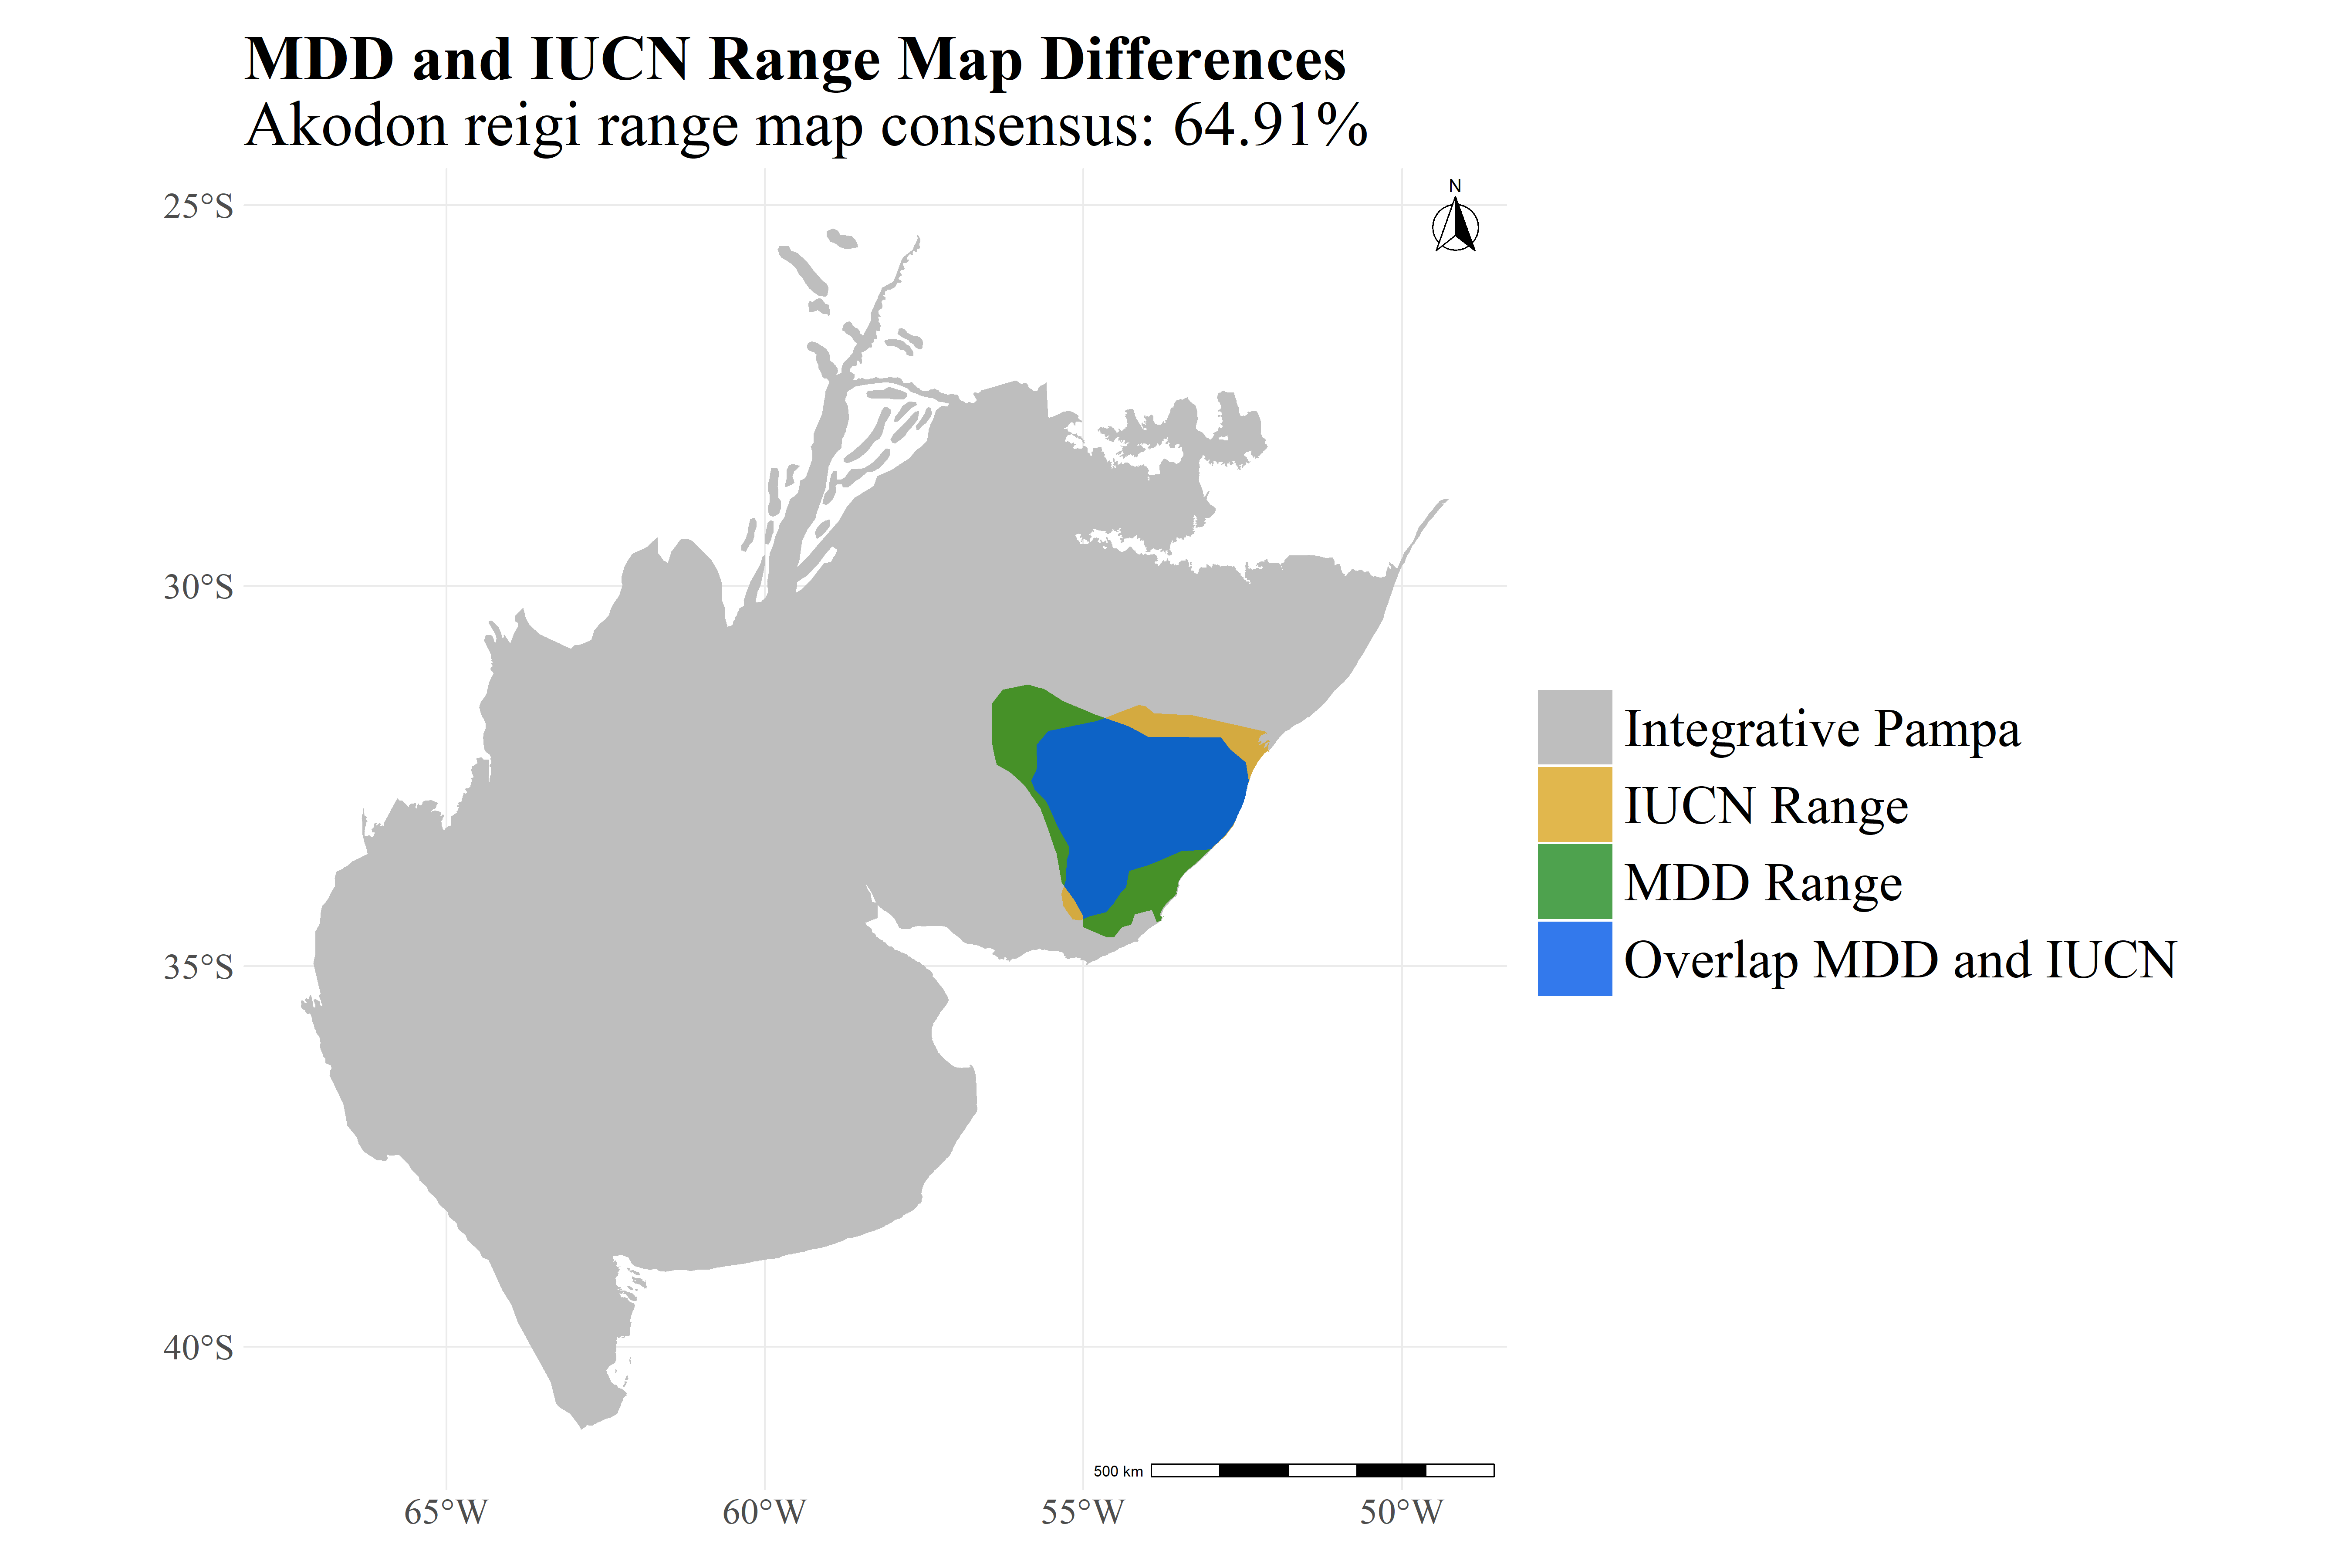 MDD and IUCN Range Map Differences
Akodon reigi range map consensus: 64.91%
N
25°S
30°S
35°S
40°S
Integrative Pampa
IUCN Range
MDD Range
Overlap MDD and IUCN
500 km
65°W 60°W 55°W 50°W